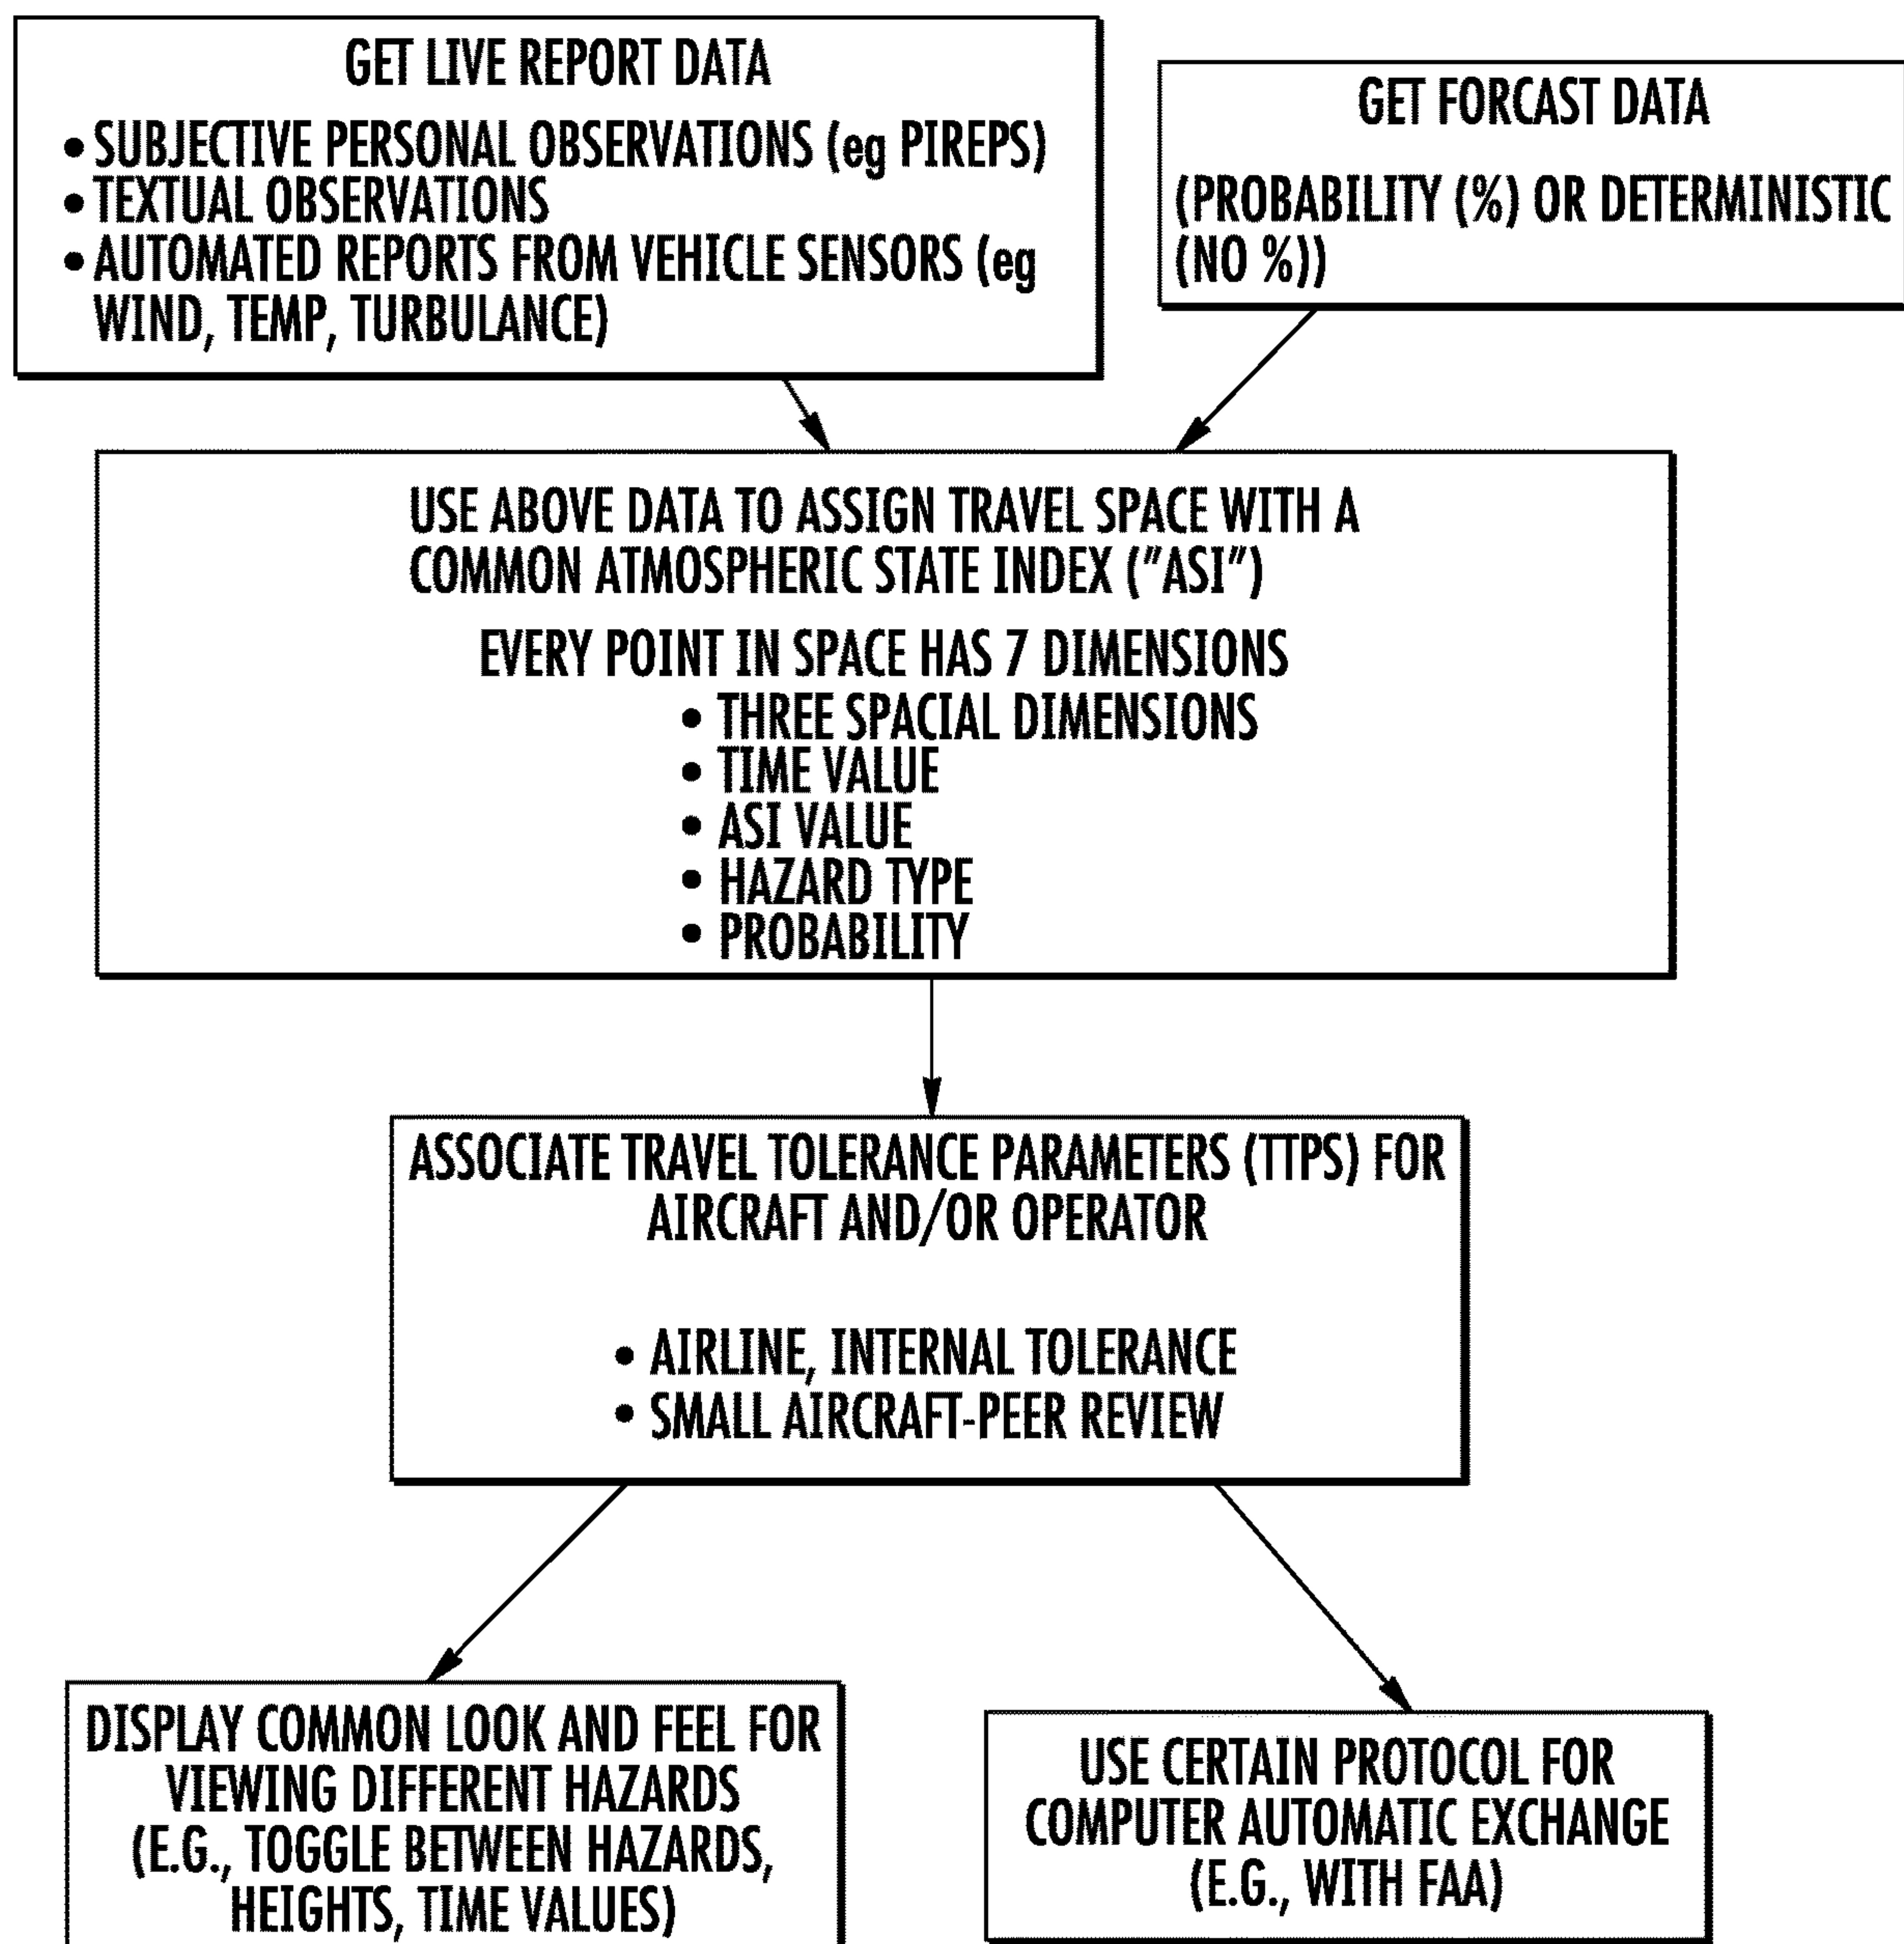 GET LIVE REPORT DATA
• SUBJECTIVE PERSONAL OBSERVATIONS (eg PIREPS)
• TEXTUAL OBSERVATIONS
• AUTOMATED REPORTS FROM VEHICLE SENSORS (eg
WIND, TEMP, TURBULANCE)
GET FORCAST DATA
(PROBABILITY (%) OR DETERMINISTIC
(NO %))
USE ABOVE DATA TO ASSIGN TRAVEL SPACE WITH A
COMMON ATMOSPHERIC STATE INDEX ("ASI")
EVERY POINT IN SPACE HAS 7 DIMENSIONS
• THREE SPACIAL DIMENSIONS
• TIME VALUE
• ASI VALUE
• HAZARD TYPE
• PROBABILITY
ASSOCIATE TRAVEL TOLERANCE PARAMETERS (TTPS) FOR
AIRCRAFT AND/OR OPERATOR
• AIRLINE, INTERNAL TOLERANCE
• SMALL AIRCRAFT-PEER REVIEW
DISPLAY COMMON LOOK AND FEEL FOR
VIEWING DIFFERENT HAZARDS
(E.G., TOGGLE BETWEEN HAZARDS,
HEIGHTS, TIME VALUES)
USE CERTAIN PROTOCOL FOR
COMPUTER AUTOMATIC EXCHANGE
(E.G., WITH FAA)